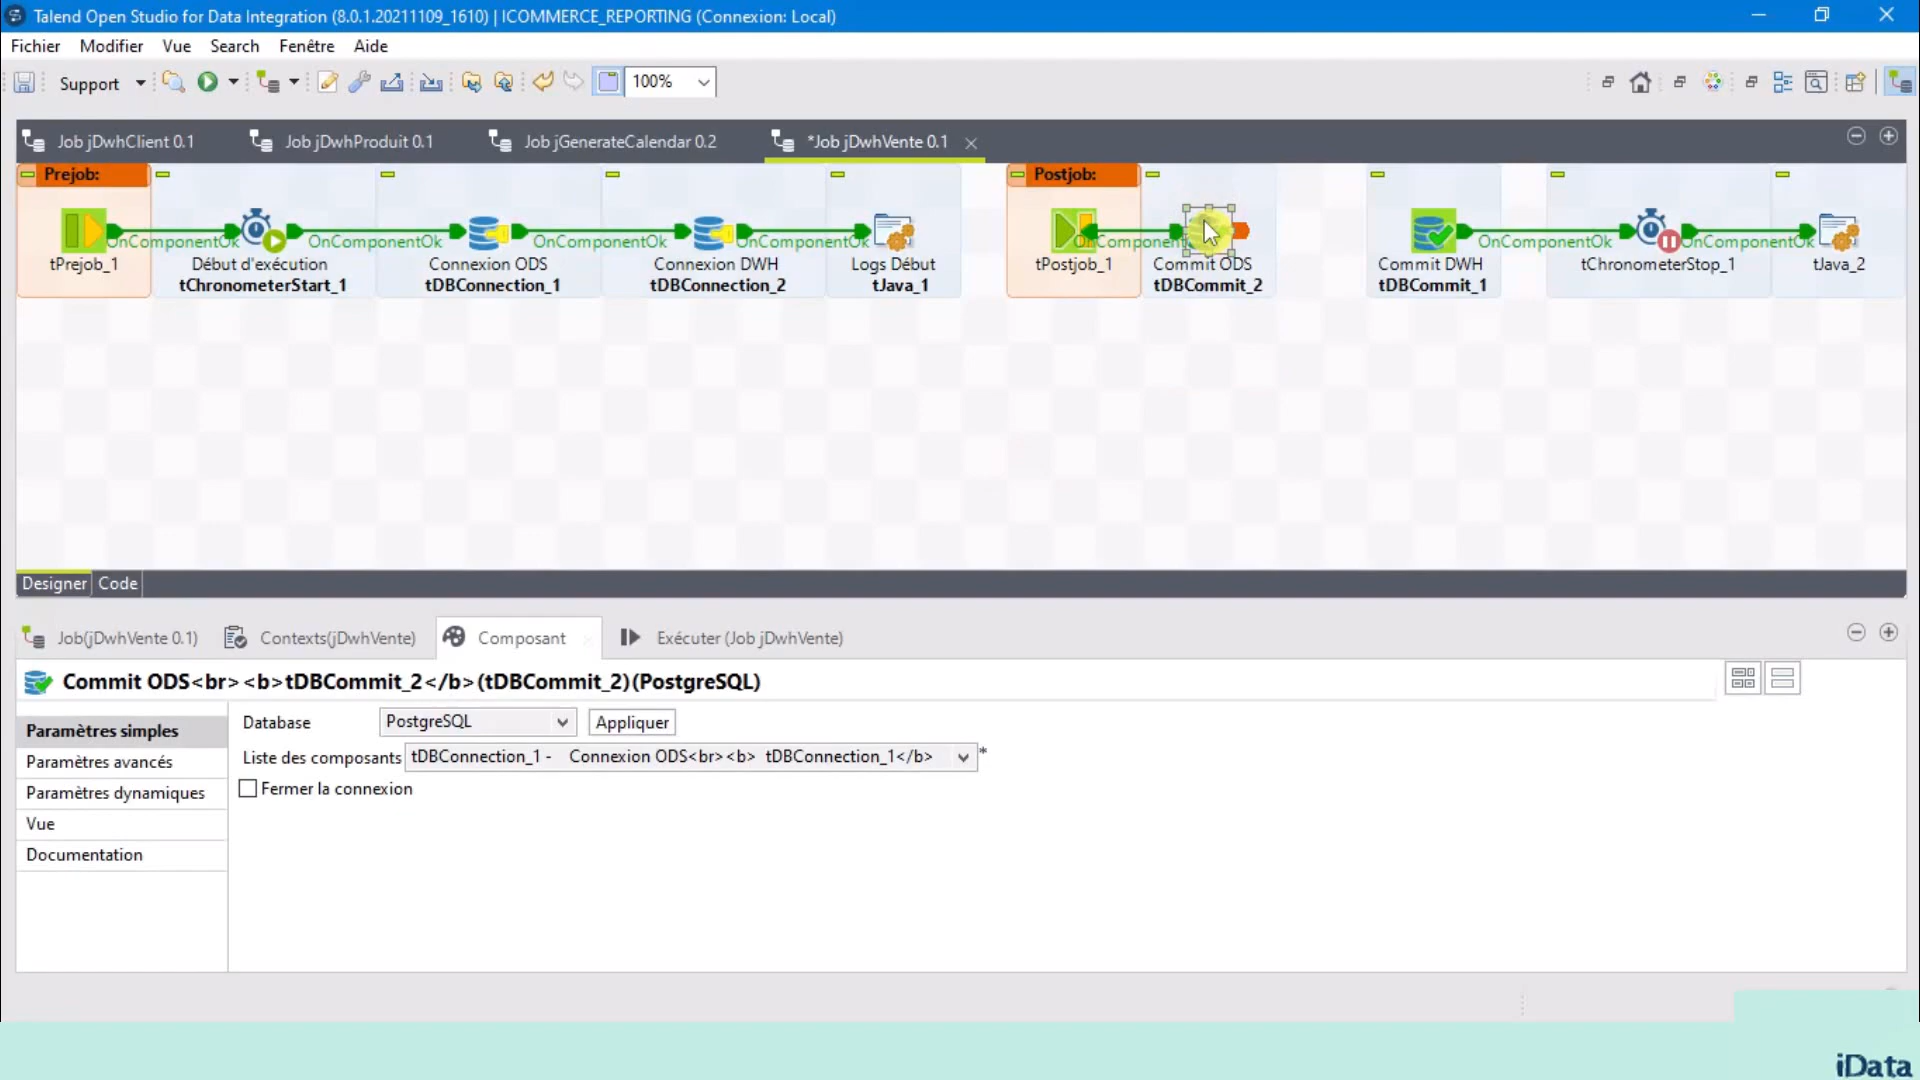 Talend Open Studio for Data Integration (8.0.1.20211109_1610) | ICOMMERCE_REPORTING (Connexion: Local)
Fichier Modifier Vue Search Fenêtre Aide
Support 100%
Job jDwhClient 0.1 Job jDwhProduit 0.1 Job jGenerateCalendar 0.2 *Job jDwhVente 0.1
Prejob: Postjob:
OnComponentOk OnComponentOk OnComponentOk OnComponentOk OnComponent OnComponentOk OnComponentOk
tPrejob_1 Début d'exécution Connexion ODS Connexion DWH Logs Début tPostjob_1 Commit ODS Commit DWH tChronometerStop_1 tJava_2
tChronometerStart_1 tDBConnection_1 tDBConnection_2 tJava_1 tDBCommit_2 tDBCommit_1
Designer Code
Job(jDwhVente 0.1) Contexts(jDwhVente) Composant Exécuter (Job jDwhVente)
Commit ODS<br><b>tDBCommit_2</b>(tDBCommit_2)(PostgreSQL)
Paramètres simples
Paramètres avancés
Paramètres dynamiques
Vue
Documentation
Database PostgreSQL Appliquer
Liste des composants tDBConnection_1 - Connexion ODS<br><b> tDBConnection_1</b> *
Fermer la connexion
iData